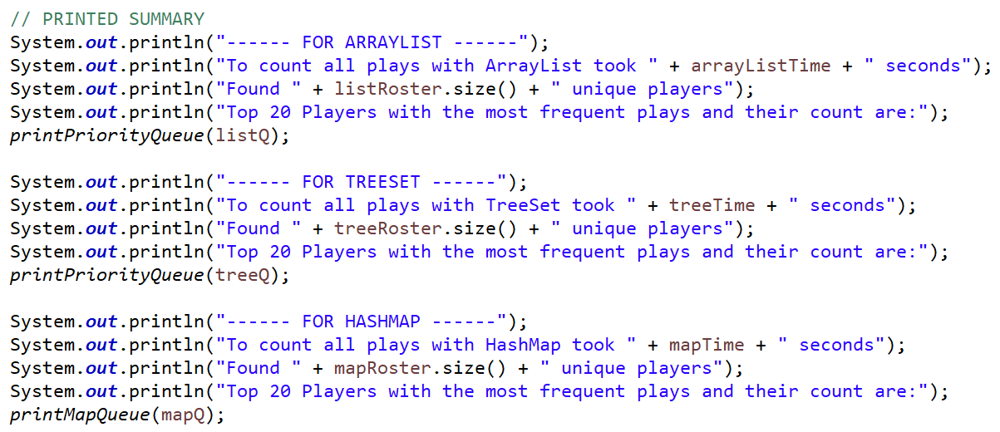 // PRINTED SUMMARY
System.out.println("------ FOR ARRAYLIST ------");
System.out.println("To count all plays with ArrayList took " + arrayListTime + " seconds");
System.out.println("Found " + listRoster.size() + " unique players");
System.out.println("Top 20 Players with the most frequent plays and their count are:");
printPriorityQueue(listQ);

System.out.println("------ FOR TREESET ------");
System.out.println("To count all plays with TreeSet took " + treeTime + " seconds");
System.out.println("Found " + treeRoster.size() + " unique players");
System.out.println("Top 20 Players with the most frequent plays and their count are:");
printPriorityQueue(treeQ);

System.out.println("------ FOR HASHMAP ------");
System.out.println("To count all plays with HashMap took " + mapTime + " seconds");
System.out.println("Found " + mapRoster.size() + " unique players");
System.out.println("Top 20 Players with the most frequent plays and their count are:");
printMapQueue(mapQ);